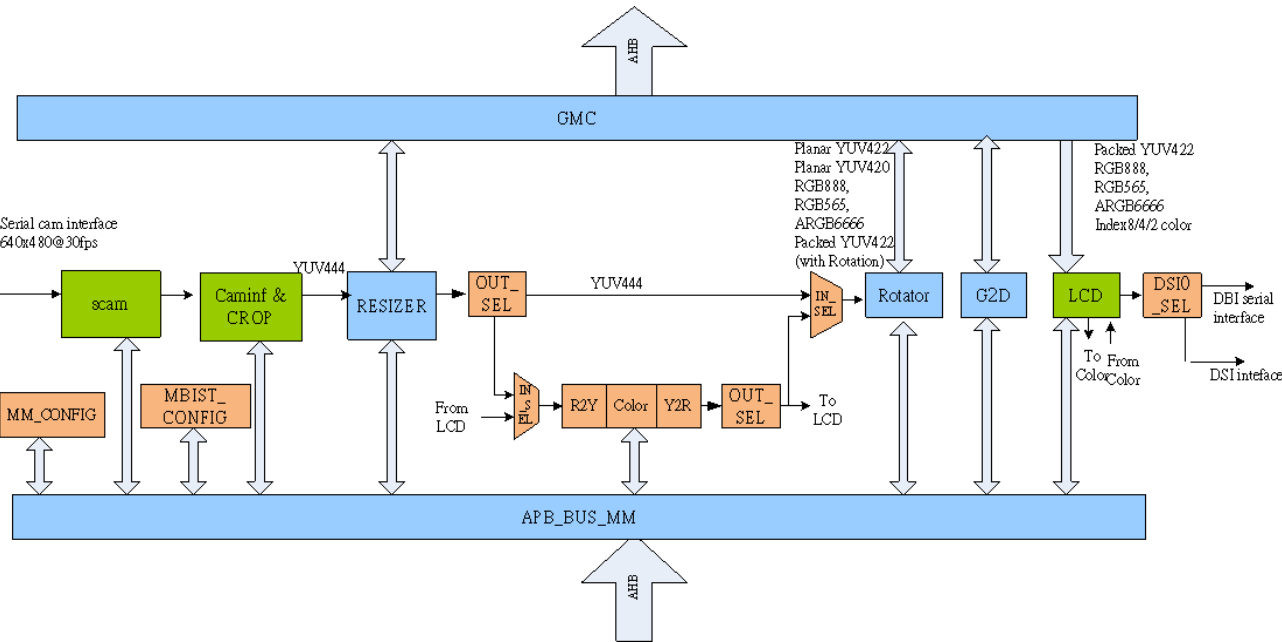 AHB
GMC
Planar YUV422
Planar YUV420
RGB888,
RGB565,
ARGB6666
Packed YUV422
(with Rotation)
Packed YUV422
RGB888,
RGB565,
ARGB6666
Index8/4/2 color
Serial cam interface
640x480@30fps
scam
Caminf &
CROP
YUV444
RESIZER
OUT_
SEL
YUV444
IN_
SEL
Rotator
G2D
LCD
DSI0
_SEL
DBI serial
interface
To
Color
From
Color
DSI inteface
MM_CONFIG
MBIST_
CONFIG
From
LCD
IN
_S
EL
R2Y
Color
Y2R
OUT_
SEL
To
LCD
APB_BUS_MM
AHB